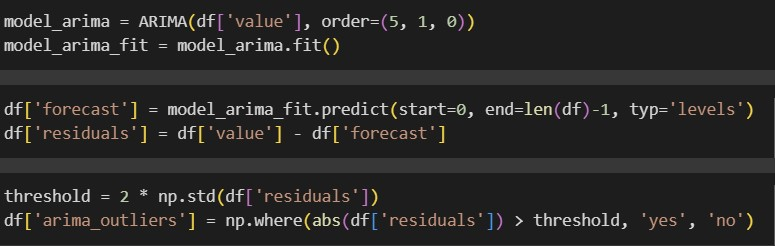 model_arima = ARIMA(df['value'], order=(5, 1, 0))
model_arima_fit = model_arima.fit()
df['forecast'] = model_arima_fit.predict(start=0, end=len(df)-1, typ='levels')
df['residuals'] = df['value'] - df['forecast']
threshold = 2 * np.std(df['residuals'])
df['arima_outliers'] = np.where(abs(df['residuals']) > threshold, 'yes', 'no')